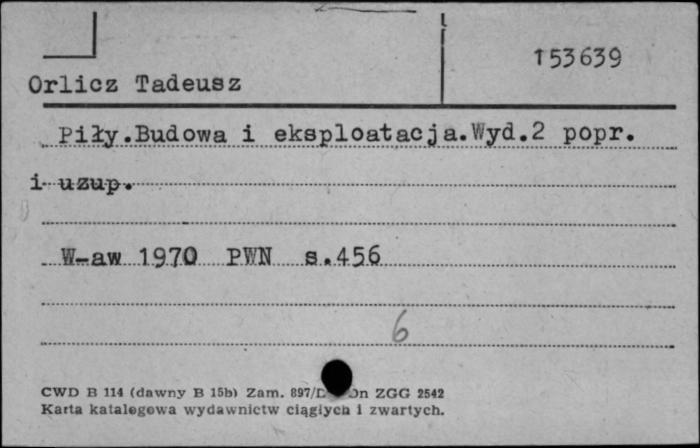 153639
Orlicz Tadeusz
Piły.Budowa i eksploatacja.Wyd.2 popr.
i uzup.
W-aw 1970 PWN s.456
6
CWD B 114 (dawny B 15b) Zam. 897/ ZGG 2542
Karta katalogowa wydawnictw ciągłych i zwartych.